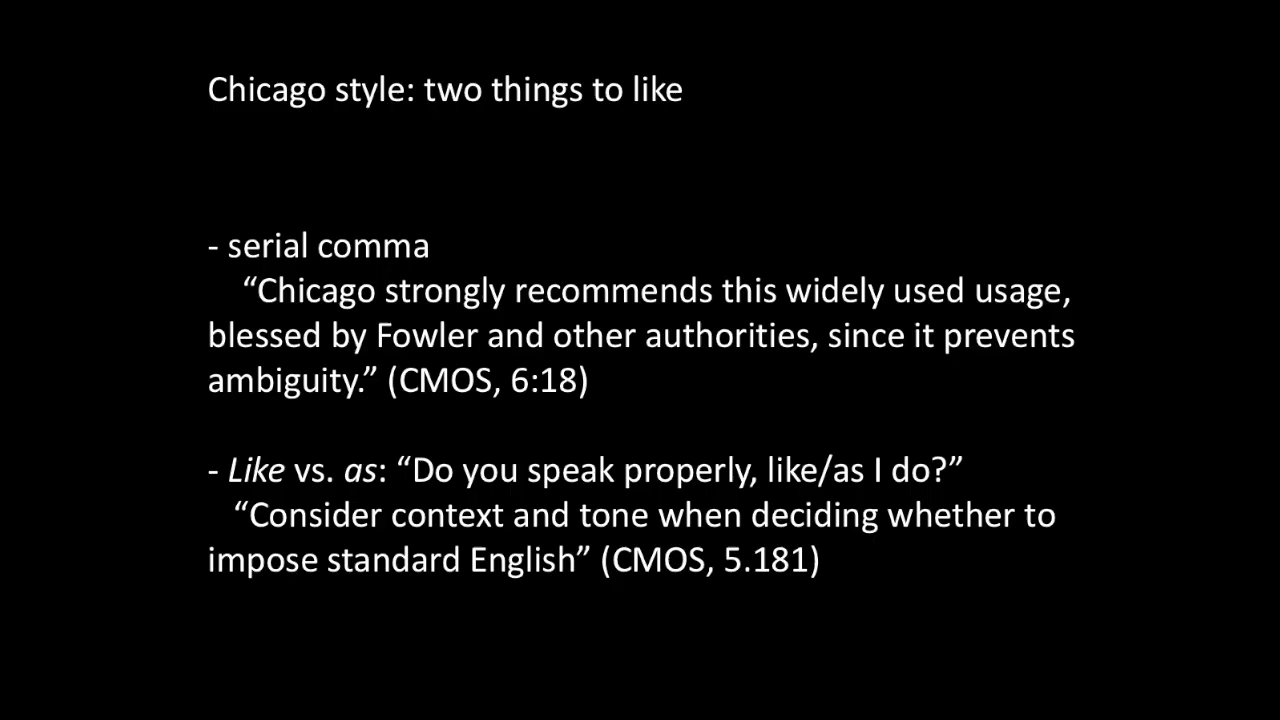 Chicago style: two things to like
- serial comma
“Chicago strongly recommends this widely used usage,
blessed by Fowler and other authorities, since it prevents
ambiguity.” (CMOS, 6:18)
- Like vs. as: “Do you speak properly, like/as I do?”
“Consider context and tone when deciding whether to
impose standard English” (CMOS, 5.181)